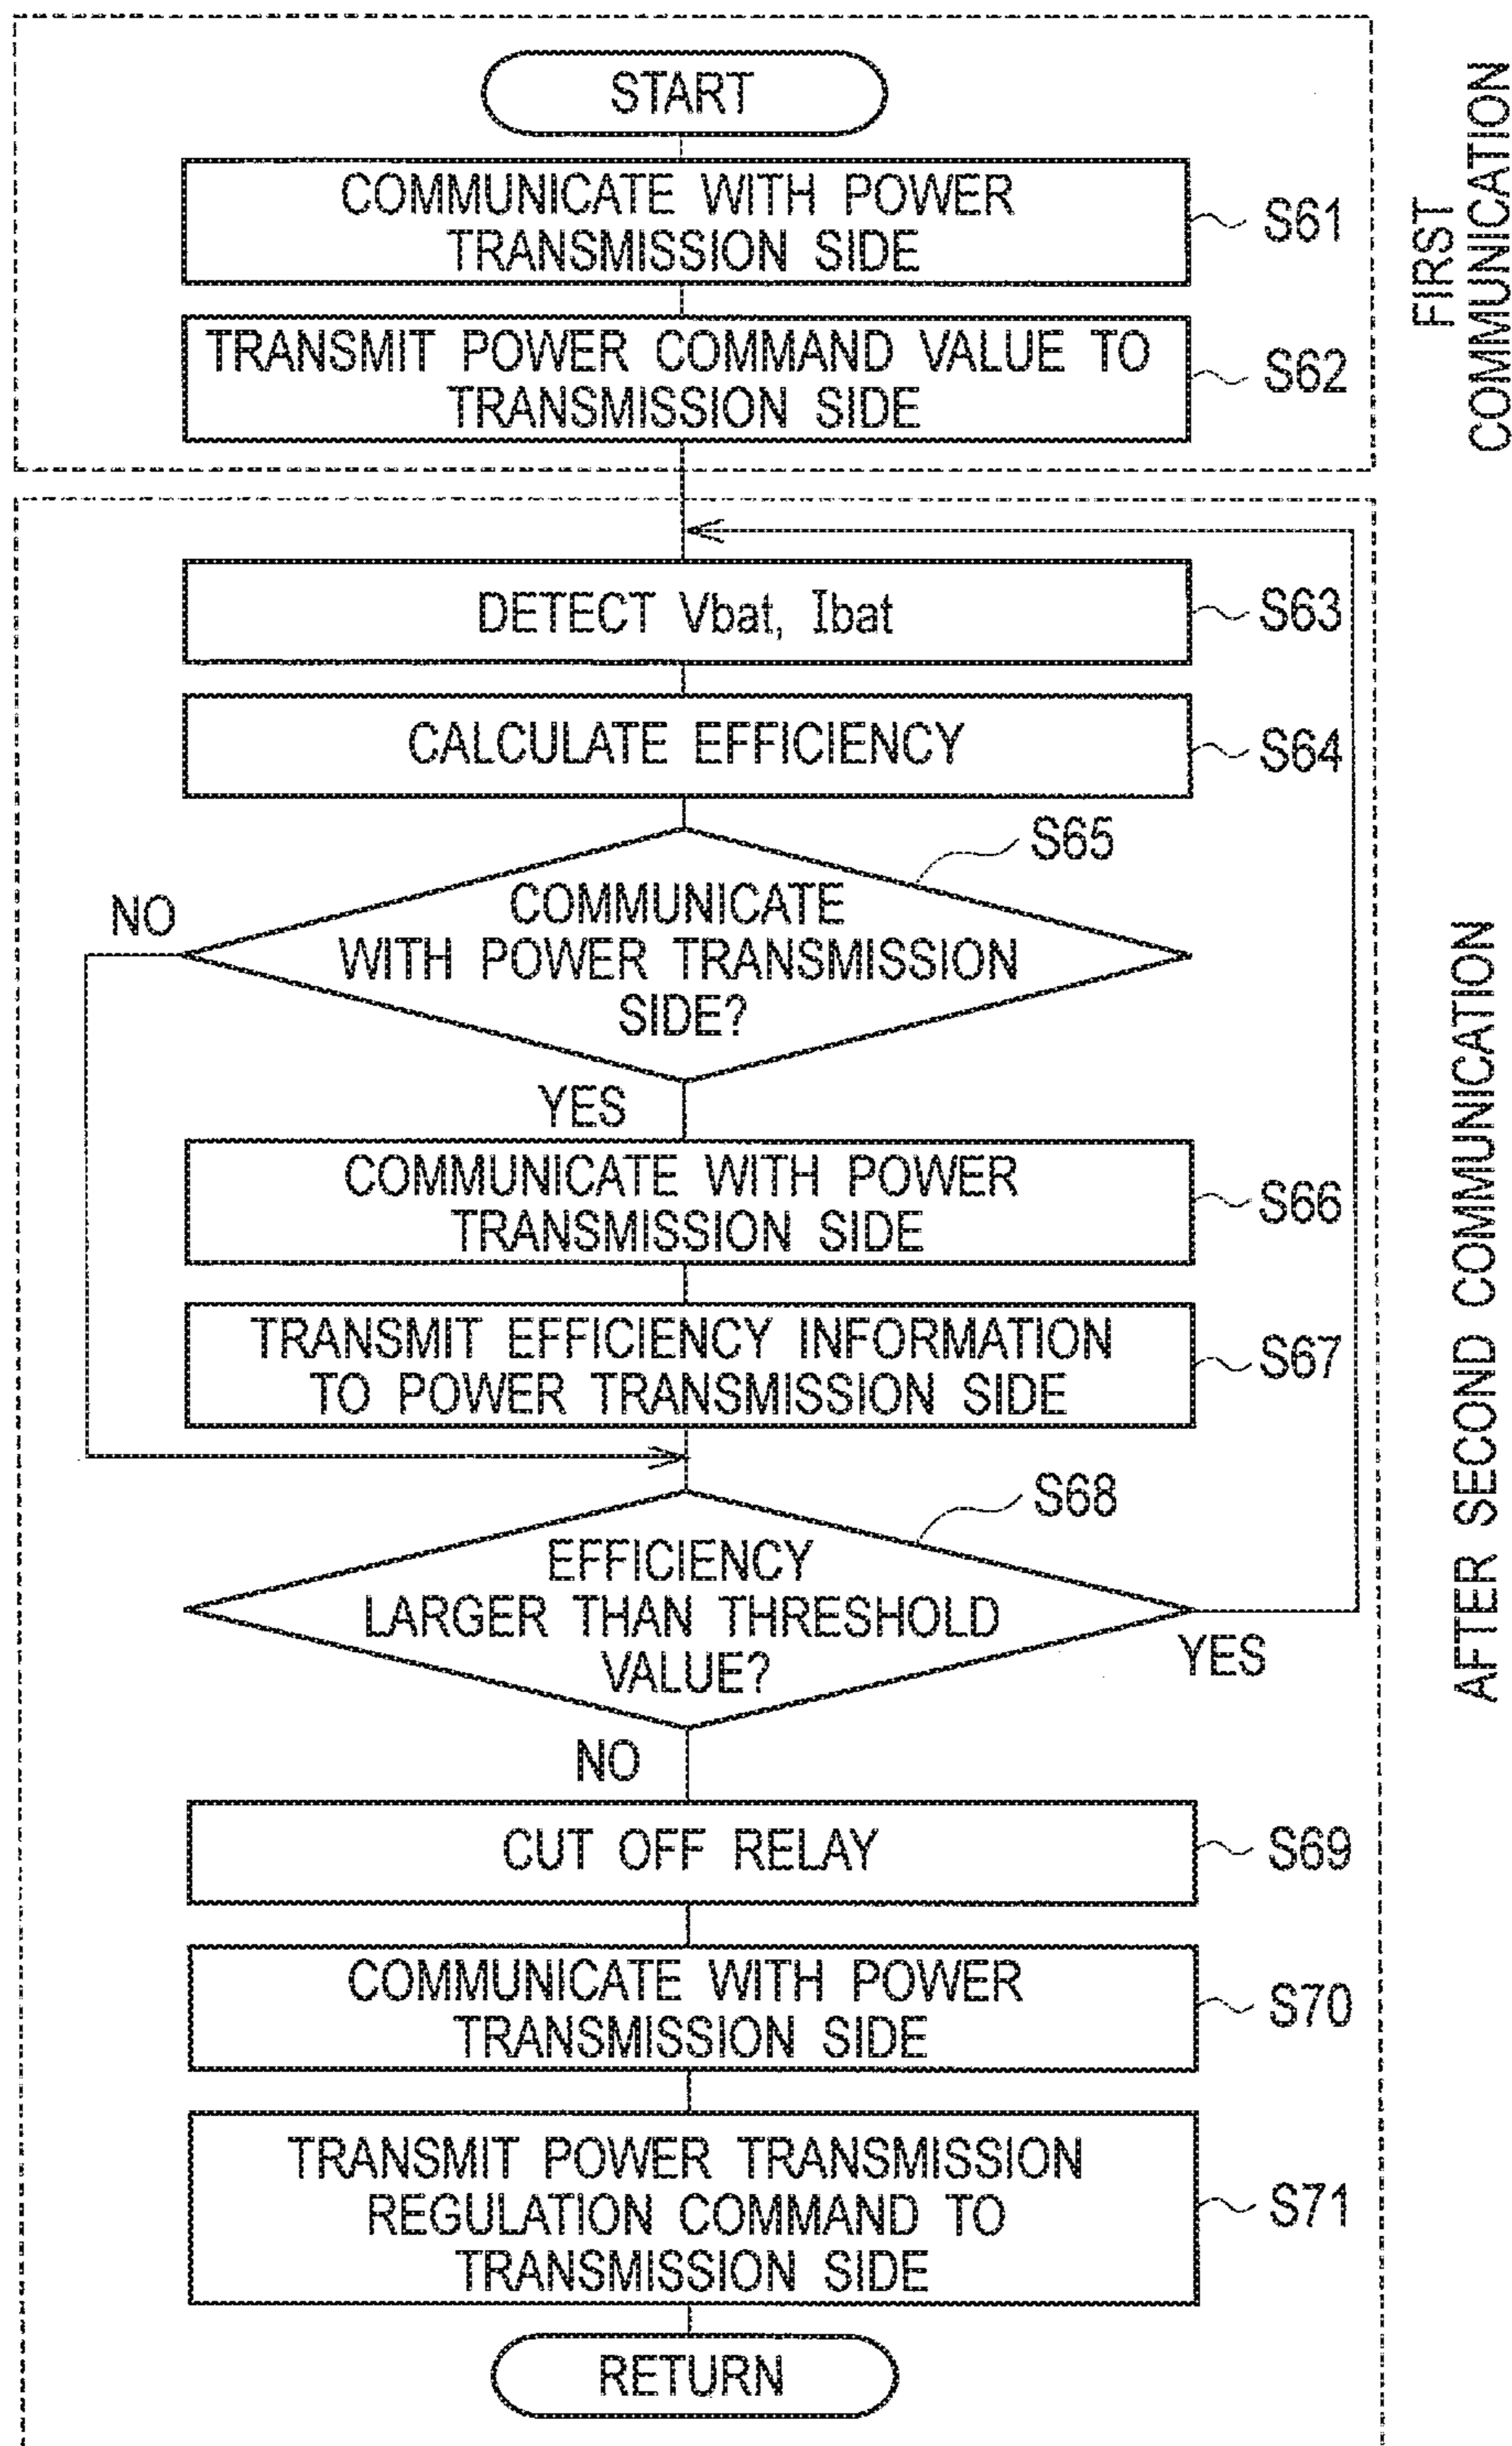 START
COMMUNICATE WITH POWER
TRANSMISSION SIDE
S61
TRANSMIT POWER COMMAND VALUE TO
TRANSMISSION SIDE
S62
FIRST
COMMUNICATION
DETECT Vbat, Ibat
S63
CALCULATE EFFICIENCY
S64
S65
COMMUNICATE
WITH POWER TRANSMISSION
SIDE?
NO
YES
COMMUNICATE WITH POWER
TRANSMISSION SIDE
S66
TRANSMIT EFFICIENCY INFORMATION
TO POWER TRANSMISSION SIDE
S67
S68
EFFICIENCY
LARGER THAN THRESHOLD
VALUE?
YES
NO
CUT OFF RELAY
S69
COMMUNICATE WITH POWER
TRANSMISSION SIDE
S70
TRANSMIT POWER TRANSMISSION
REGULATION COMMAND TO
TRANSMISSION SIDE
S71
RETURN
AFTER SECOND COMMUNICATION